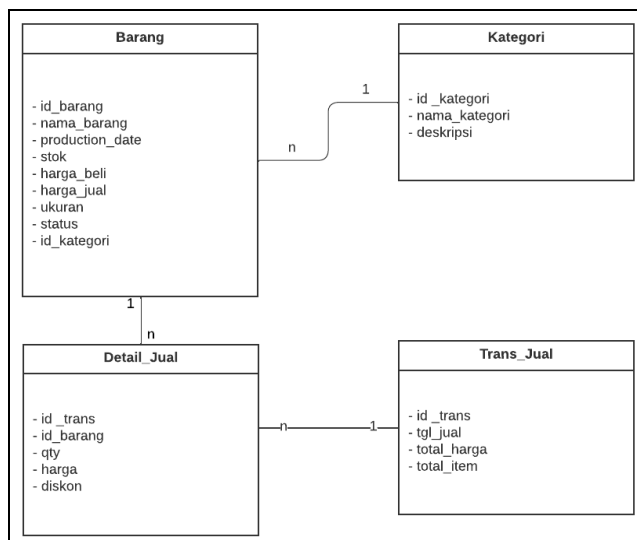 Barang
- id_barang
- nama_barang
- production_date
- stok
- harga_beli
- harga_jual
- ukuran
- status
- id_kategori
n
1
Kategori
- id _kategori
- nama_kategori
- deskripsi
1
n
Detail_Jual
- id _trans
- id_barang
- qty
- harga
- diskon
n
1
Trans_Jual
- id _trans
- tgl_jual
- total_harga
- total_item